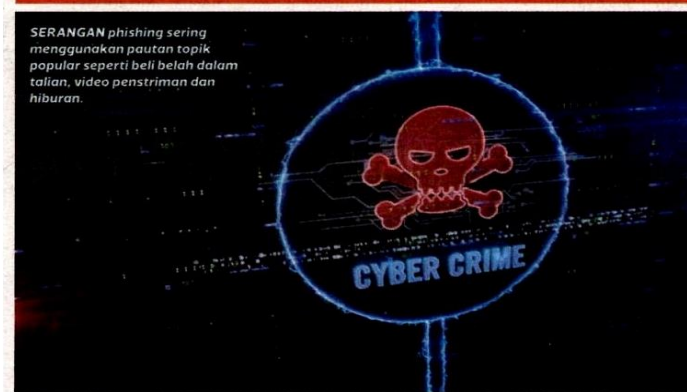 SERANGAN phishing sering
menggunakan pautan topik
popular seperti beli belah dalam
talian, video penstriman dan
hiburan.
CYBER CRIME